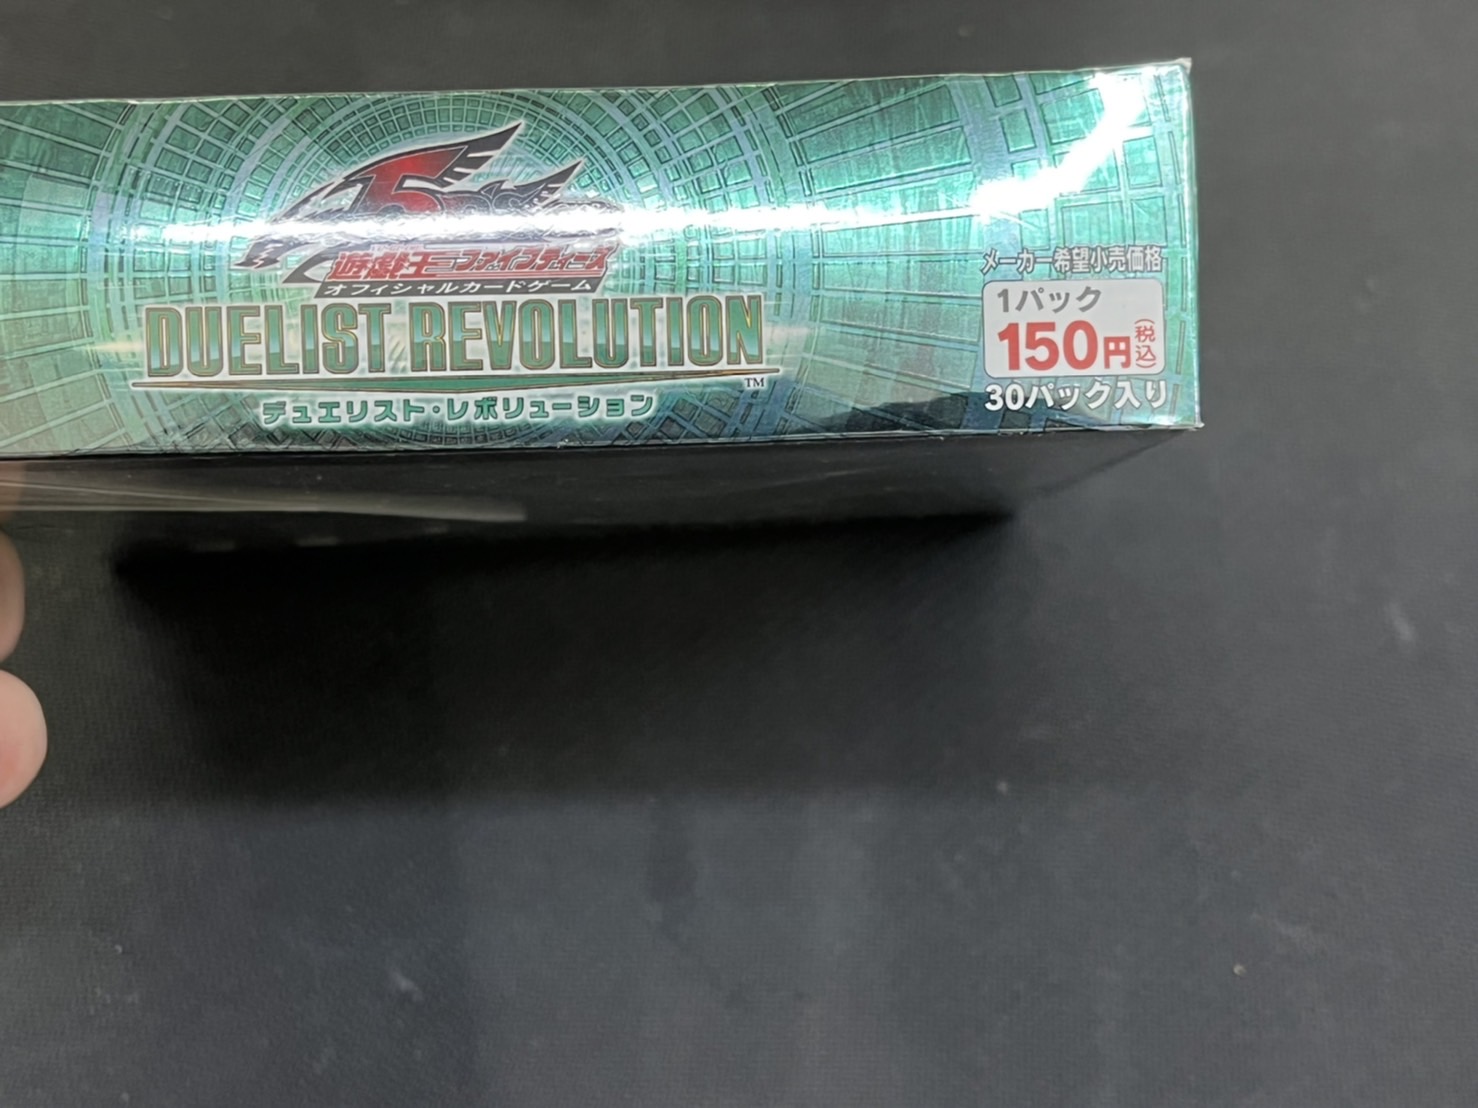 5D's
遊戯王ファイブディーズ
オフィシャルカードゲーム
DUELIST REVOLUTION
TM
デュエリスト・レボリューション
メーカー希望小売価格
1パック
150円(税込)
30パック入り